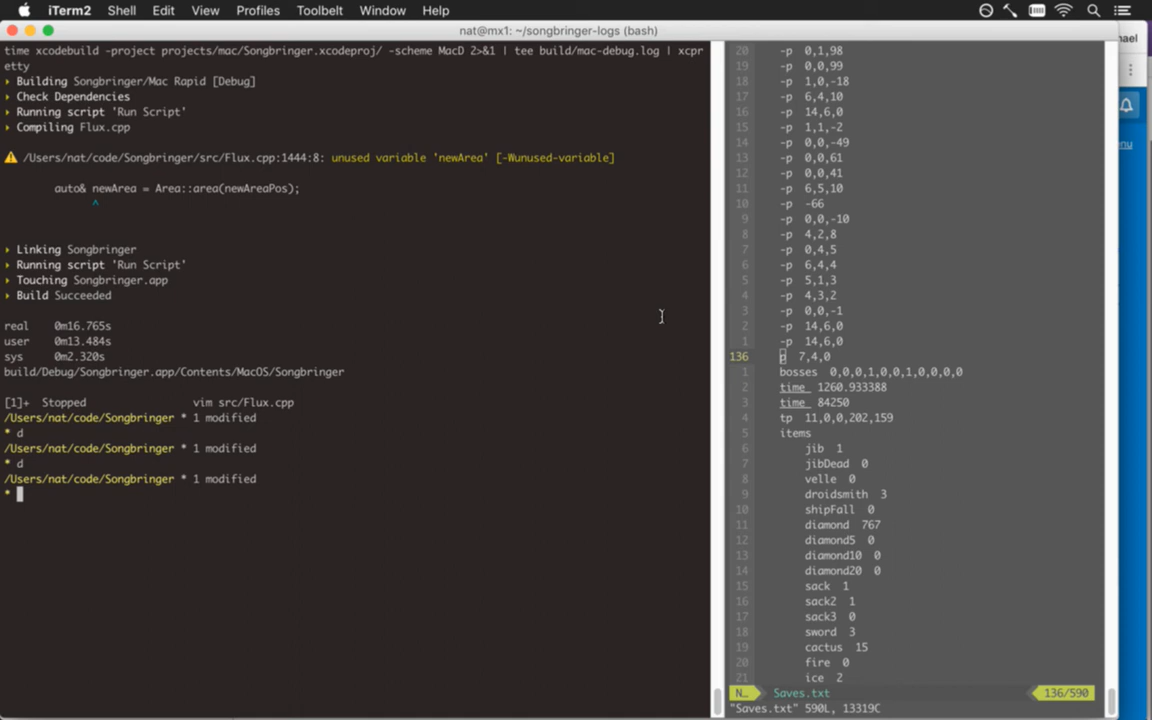 iTerm2 Shell Edit View Profiles Toolbelt Window Help
nat@mx1: ~/songbringer-logs (bash)
time xcodebuild -project projects/mac/Songbringer.xcodeproj/ -scheme MacD 2>&1 | tee build/mac-debug.log | xcpr
etty
▸ Building Songbringer/Mac Rapid [Debug]
▸ Check Dependencies
▸ Running script 'Run Script'
▸ Compiling Flux.cpp
/Users/nat/code/Songbringer/src/Flux.cpp:1444:8: unused variable 'newArea' [-Wunused-variable]
auto& newArea = Area::area(newAreaPos);
^
▸ Linking Songbringer
▸ Running script 'Run Script'
▸ Touching Songbringer.app
▸ Build Succeeded
real 0m16.765s
user 0m13.484s
sys 0m2.320s
build/Debug/Songbringer.app/Contents/MacOS/Songbringer
[1]+ Stopped vim src/Flux.cpp
/Users/nat/code/Songbringer * 1 modified
* d
/Users/nat/code/Songbringer * 1 modified
* d
/Users/nat/code/Songbringer * 1 modified
*
20 -p 0,1,98
19 -p 0,0,99
18 -p 1,0,-18
17 -p 6,4,10
16 -p 14,6,0
15 -p 1,1,-2
14 -p 0,0,-49
13 -p 0,0,61
12 -p 0,0,41
11 -p 6,5,10
10 -p -66
9 -p 0,0,-10
8 -p 4,2,8
7 -p 0,4,5
6 -p 6,4,4
5 -p 5,1,3
4 -p 4,3,2
3 -p 0,0,-1
2 -p 14,6,0
1 -p 14,6,0
136 p 7,4,0
1 bosses 0,0,0,1,0,0,1,0,0,0,0
2 time_ 1260.933388
3 time_ 84250
4 tp 11,0,0,202,159
5 items
6 jib 1
7 jibDead 0
8 velle 0
9 droidsmith 3
10 shipFall 0
11 diamond 767
12 diamond5 0
13 diamond10 0
14 diamond20 0
15 sack 1
16 sack2 1
17 sack3 0
18 sword 3
19 cactus 15
20 fire 0
21 ice 2
N… Saves.txt 136/590
"Saves.txt" 590L, 13319C
ael
nu